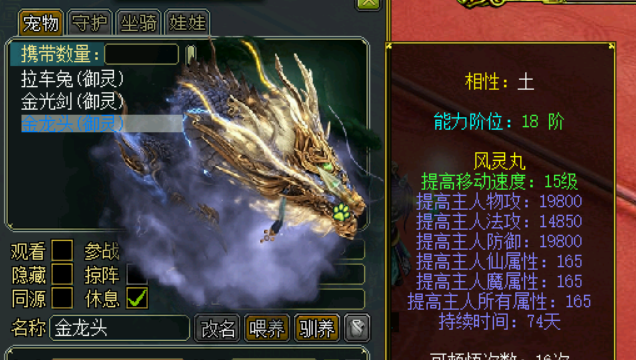 宠物 守护 坐骑 娃娃
携带数量：
拉车兔(御灵)
金光剑(御灵)
金龙头(御灵)
观看 参战
隐藏 掠阵
同源 休息
名称 金龙头 改名 喂养 驯养
相性：土
能力阶位：18 阶
风灵丸
提高移动速度：15级
提高主人物攻：19800
提高主人法攻：14850
提高主人防御：19800
提高主人仙属性：165
提高主人魔属性：165
提高主人所有属性：165
持续时间：74天
可顿悟次数：16次